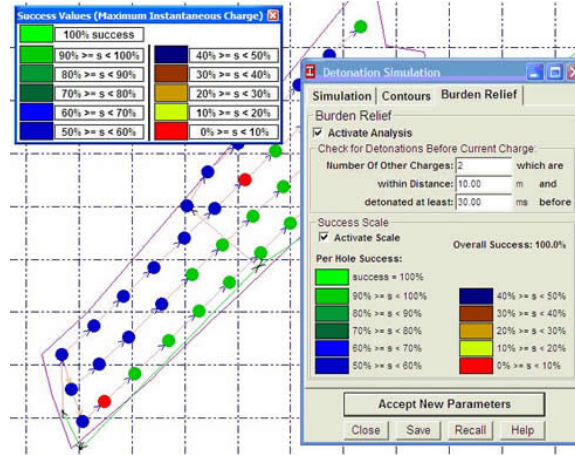 Success Values (Maximum Instantaneous Charge)
100% success
90% >= s < 100%
40% >= s < 50%
80% >= s < 90%
30% >= s < 40%
70% >= s < 80%
20% >= s < 30%
60% >= s < 70%
10% >= s < 20%
50% >= s < 60%
0% >= s < 10%
Detonation Simulation
Simulation Contours Burden Relief
Burden Relief
Activate Analysis
Check for Detonations Before Current Charge:
Number Of Other Charges: 2 which are
within Distance: 10.00 m and
detonated at least: 30.00 ms before
Success Scale
Activate Scale
Overall Success: 100.0%
Per Hole Success:
success = 100%
90% >= s < 100%
40% >= s < 50%
80% >= s < 90%
30% >= s < 40%
70% >= s < 80%
20% >= s < 30%
60% >= s < 70%
10% >= s < 20%
50% >= s < 60%
0% >= s < 10%
Accept New Parameters
Close Save Recall Help